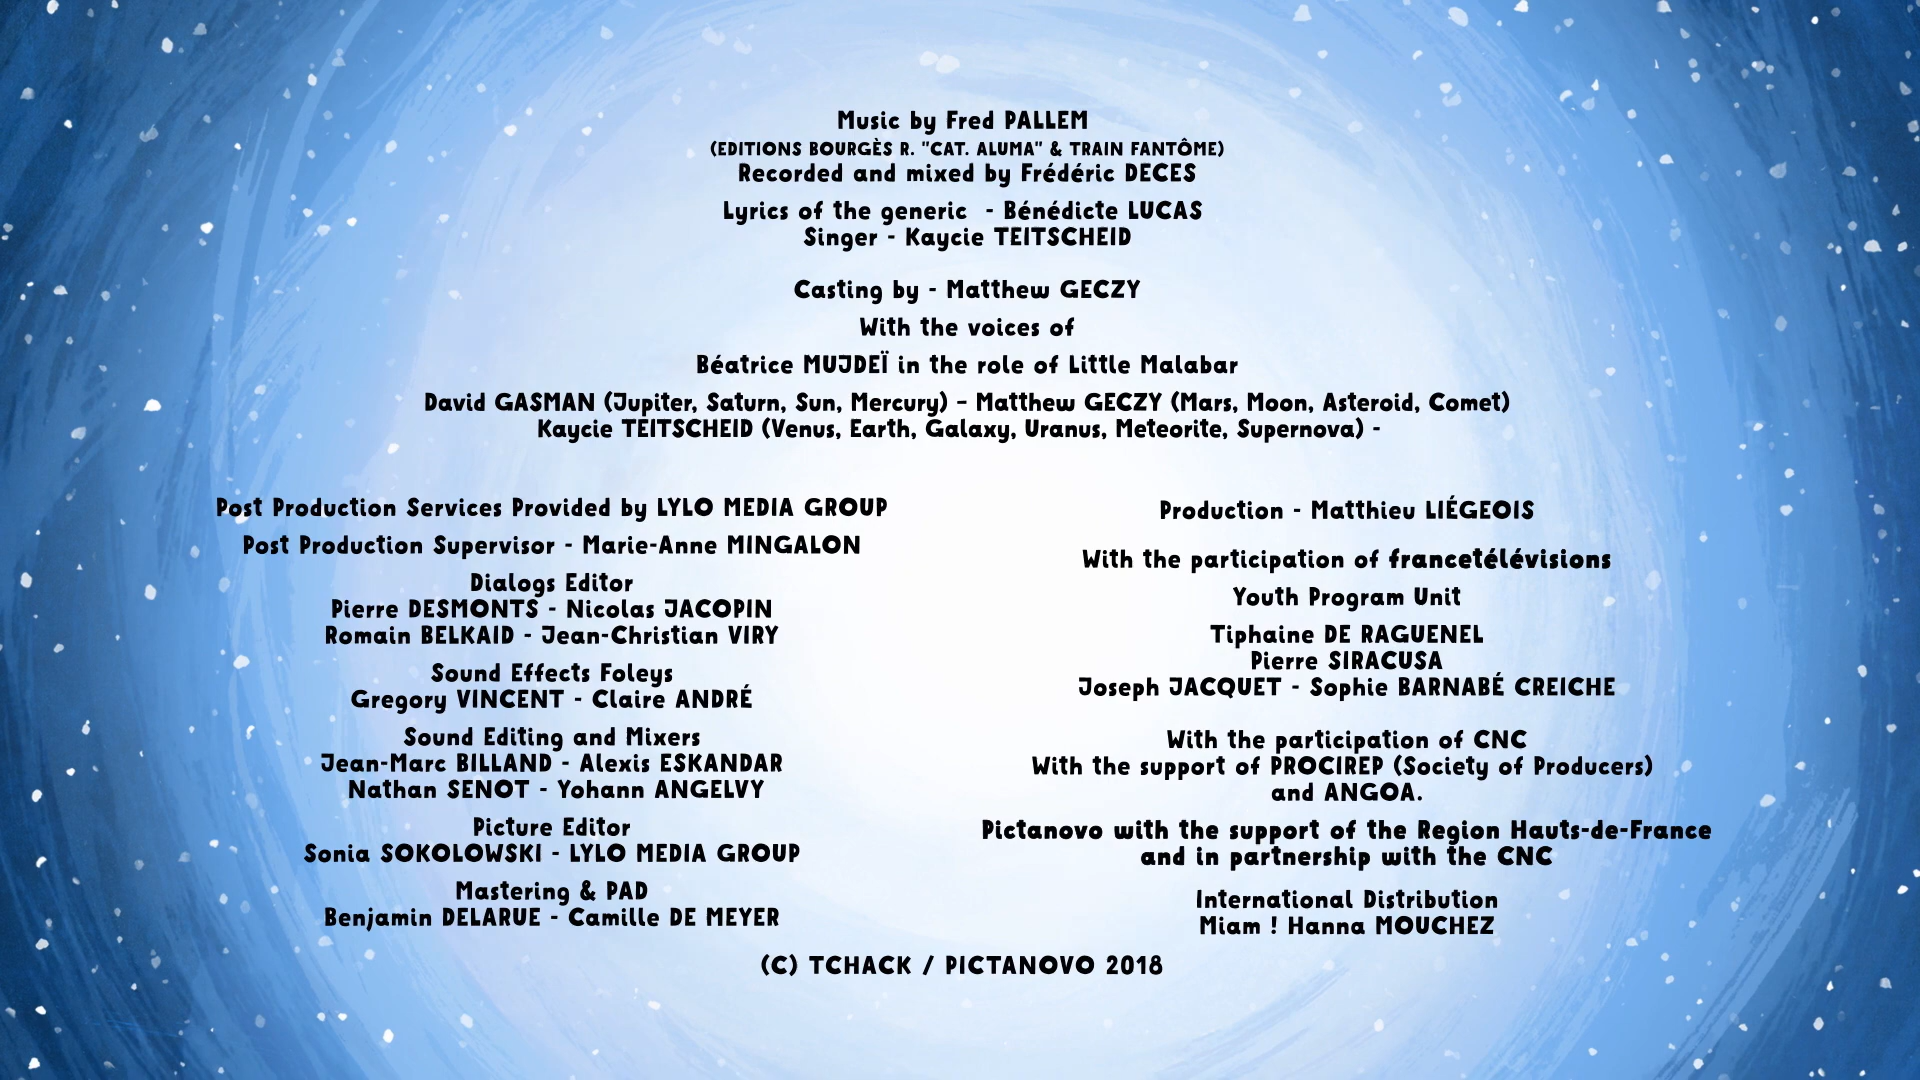 Music by Fred PALLEM
(EDITIONS BOURGÈS R. "CAT. ALUMA" & TRAIN FANTÔME)
Recorded and mixed by Frédéric DECES
Lyrics of the generic - Bénédicte LUCAS
Singer - Kaycie TEITSCHEID
Casting by - Matthew GECZY
With the voices of
Béatrice MUJDEÏ in the role of Little Malabar
David GASMAN (Jupiter, Saturn, Sun, Mercury) - Matthew GECZY (Mars, Moon, Asteroid, Comet)
Kaycie TEITSCHEID (Venus, Earth, Galaxy, Uranus, Meteorite, Supernova) -
Post Production Services Provided by LYLO MEDIA GROUP
Post Production Supervisor - Marie-Anne MINGALON
Dialogs Editor
Pierre DESMONTS - Nicolas JACOPIN
Romain BELKAID - Jean-Christian VIRY
Sound Effects Foleys
Gregory VINCENT - Claire ANDRÉ
Sound Editing and Mixers
Jean-Marc BILLAND - Alexis ESKANDAR
Nathan SENOT - Yohann ANGELVY
Picture Editor
Sonia SOKOLOWSKI - LYLO MEDIA GROUP
Mastering & PAD
Benjamin DELARUE - Camille DE MEYER
Production - Matthieu LIÉGEOIS
With the participation of francetélévisions
Youth Program Unit
Tiphaine DE RAGUENEL
Pierre SIRACUSA
Joseph JACQUET - Sophie BARNABÉ CREICHE
With the participation of CNC
With the support of PROCIREP (Society of Producers)
and ANGOA.
Pictanovo with the support of the Region Hauts-de-France
and in partnership with the CNC
International Distribution
Miam ! Hanna MOUCHEZ
(C) TCHACK / PICTANOVO 2018